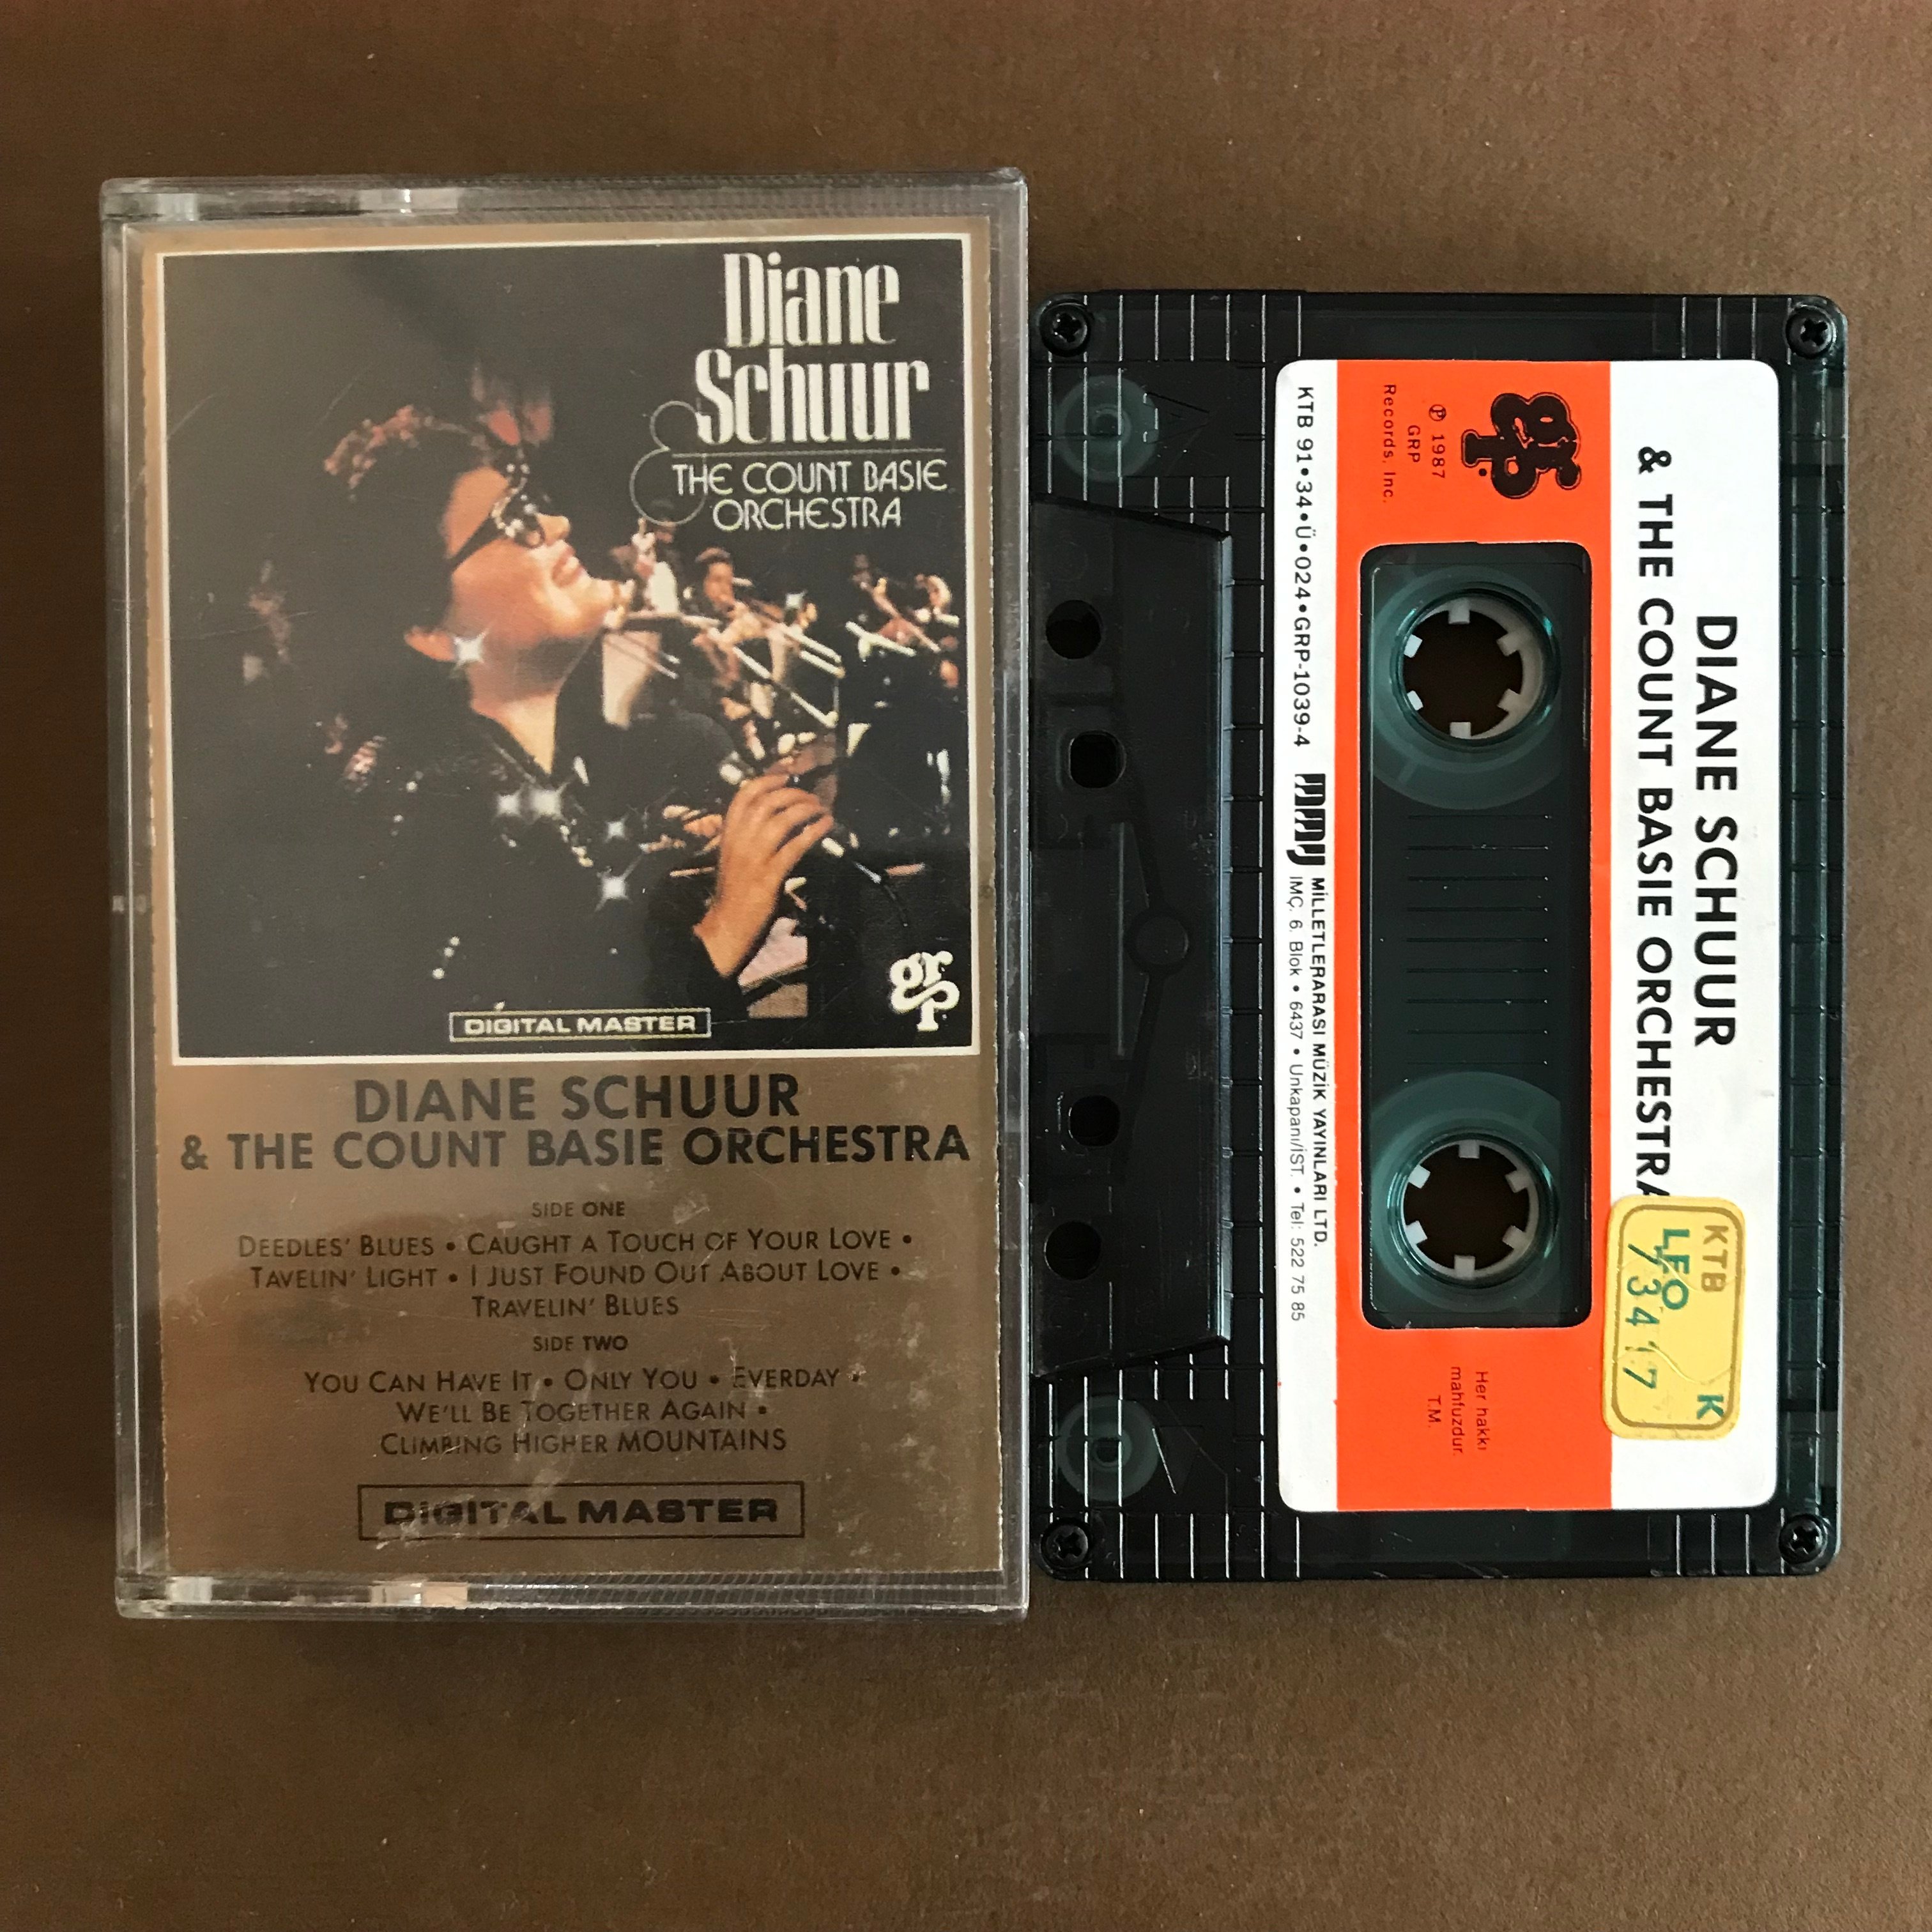 Diane
Schuur
&
THE COUNT BASIE
ORCHESTRA
grp
DIGITAL MASTER
DIANE SCHUUR
& THE COUNT BASIE ORCHESTRA
SIDE ONE
DEEDLES' BLUES • CAUGHT A TOUCH OF YOUR LOVE •
TAVELIN' LIGHT • I JUST FOUND OUT ABOUT LOVE •
TRAVELIN' BLUES
SIDE TWO
YOU CAN HAVE IT • ONLY YOU • EVERDAY •
WE'LL BE TOGETHER AGAIN •
CLIMBING HIGHER MOUNTAINS
DIGITAL MASTER
DIANE SCHUUR
& THE COUNT BASIE ORCHESTRA
grp
℗ 1987
GRP
Records, Inc.
A
Her hakkı
mahfuzdur.
T.M.
KTB 91•34•Ü•024•GRP-1039-4
MMY MİLLETLERARASI MÜZİK YAYINLARI LTD.
İMÇ. 6. Blok • 6437 • Unkapanı/İST. • Tel: 522 75 85
KTB K
LFO
73417